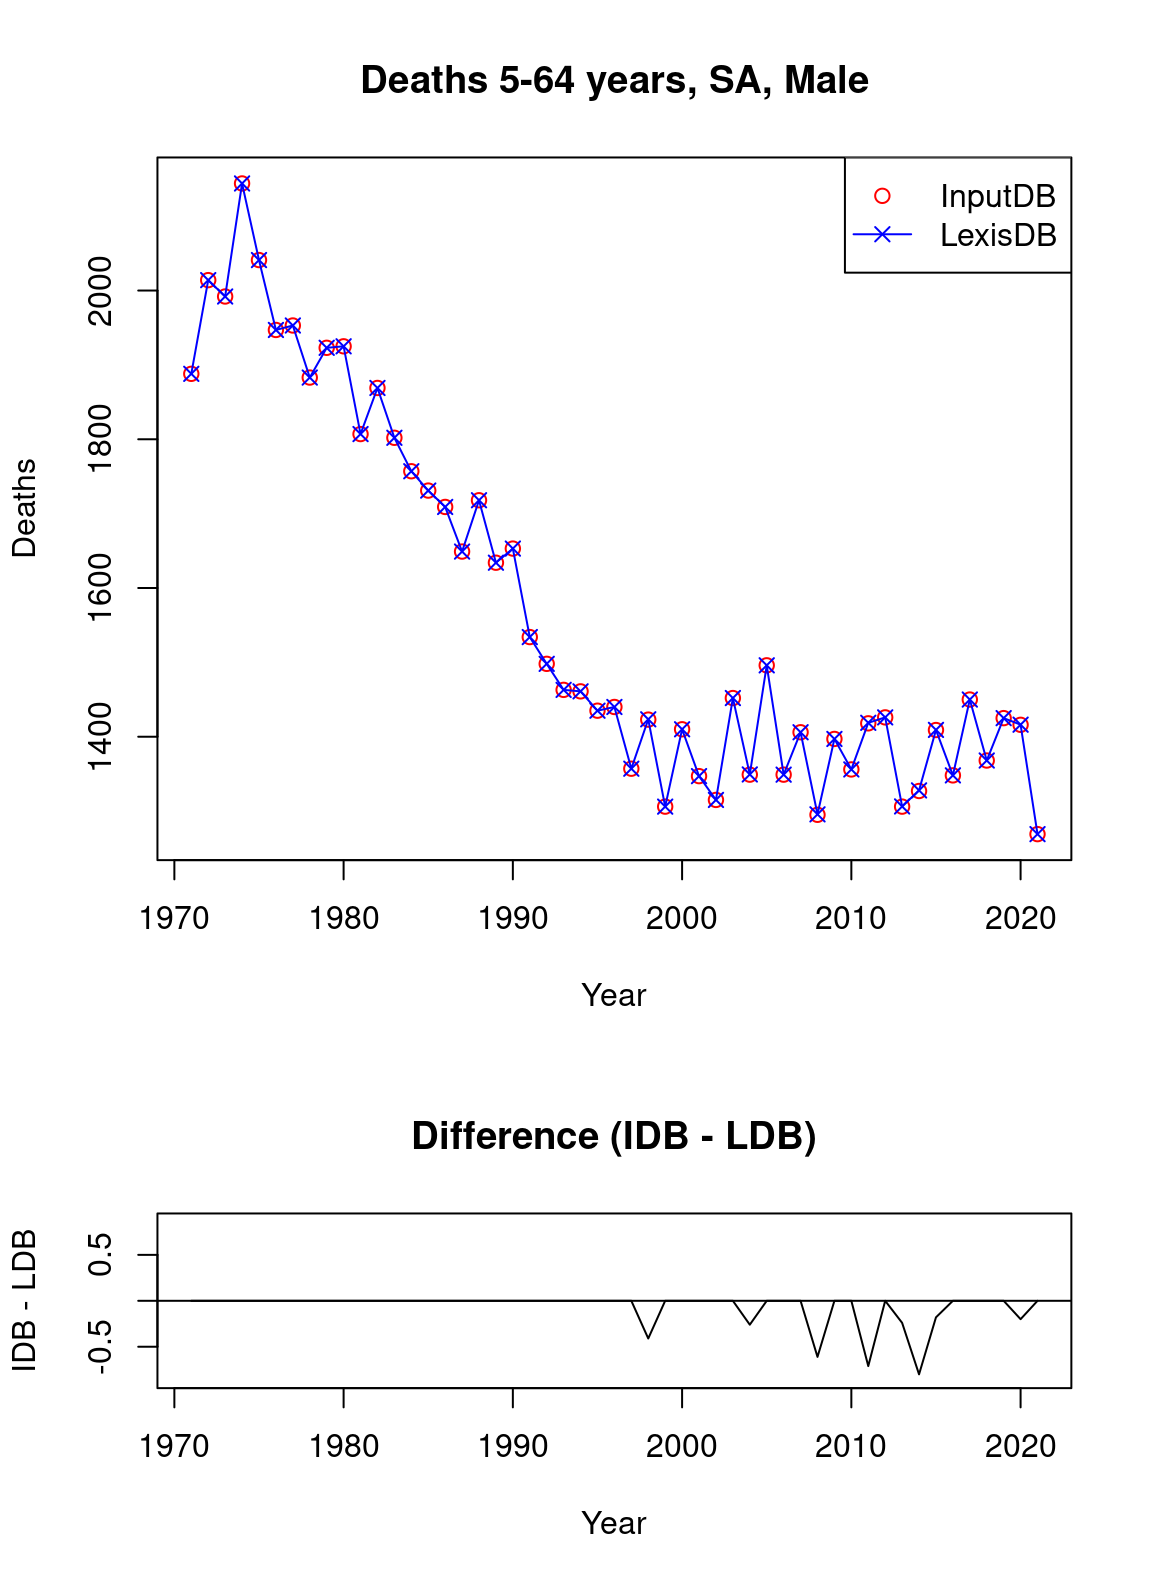 Deaths 5-64 years, SA, Male
InputDB
LexisDB
Deaths
2000
1800
1600
1400
1970 1980 1990 2000 2010 2020
Year
Difference (IDB - LDB)
IDB - LDB
0.5
-0.5
1970 1980 1990 2000 2010 2020
Year